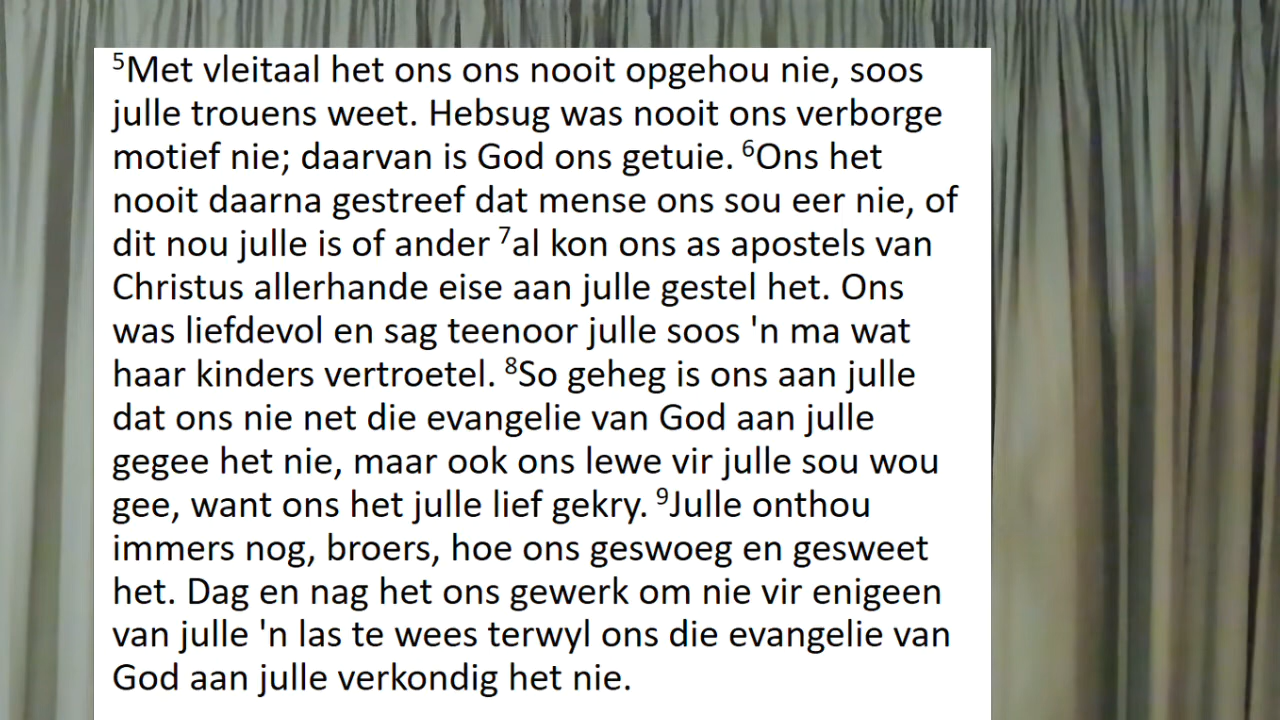 ⁵Met vleitaal het ons ons nooit opgehou nie, soos
julle trouens weet. Hebsug was nooit ons verborge
motief nie; daarvan is God ons getuie. ⁶Ons het
nooit daarna gestreef dat mense ons sou eer nie, of
dit nou julle is of ander ⁷al kon ons as apostels van
Christus allerhande eise aan julle gestel het. Ons
was liefdevol en sag teenoor julle soos 'n ma wat
haar kinders vertroetel. ⁸So geheg is ons aan julle
dat ons nie net die evangelie van God aan julle
gegee het nie, maar ook ons lewe vir julle sou wou
gee, want ons het julle lief gekry. ⁹Julle onthou
immers nog, broers, hoe ons geswoeg en gesweet
het. Dag en nag het ons gewerk om nie vir enigeen
van julle 'n las te wees terwyl ons die evangelie van
God aan julle verkondig het nie.